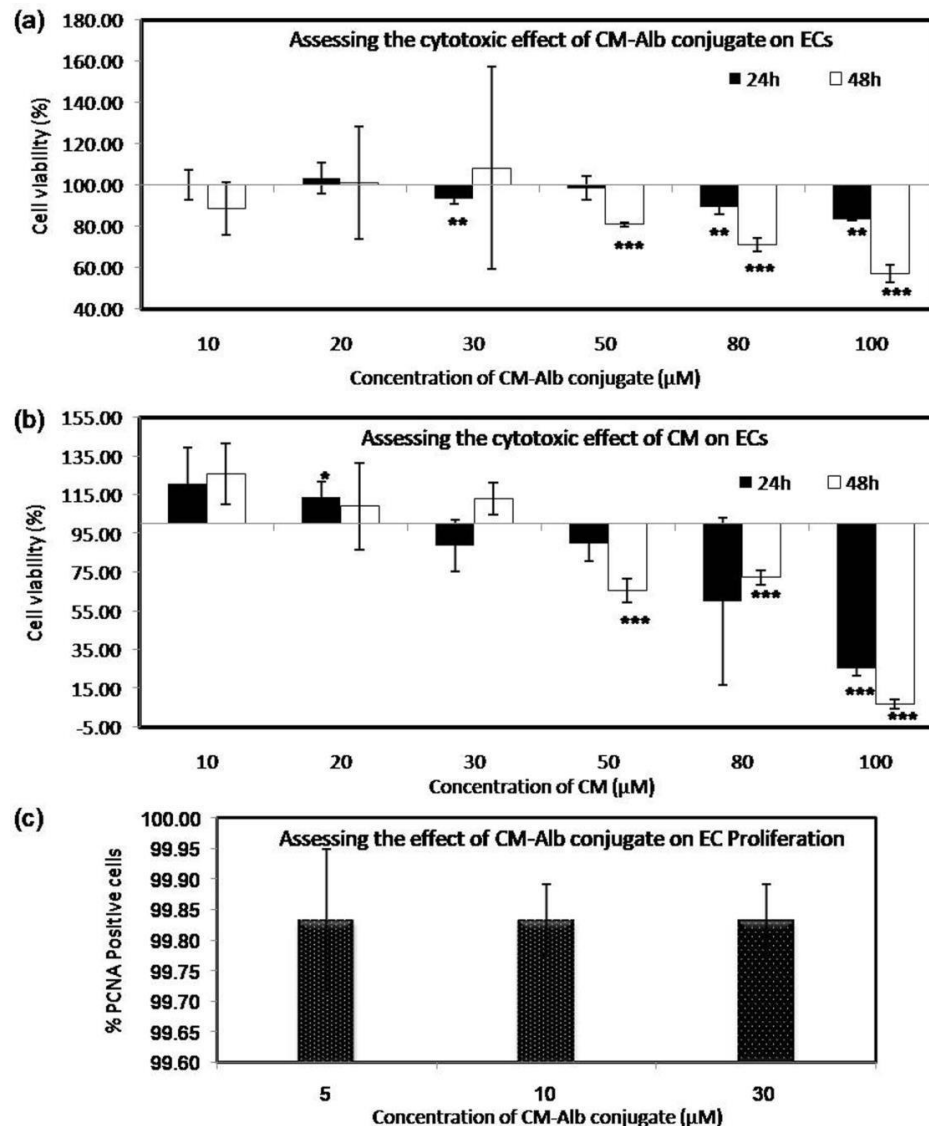 (a)
Assessing the cytotoxic effect of CM-Alb conjugate on ECs
24h 48h
Cell viability (%)
180.00
160.00
140.00
120.00
100.00
80.00
60.00
40.00
** *** ** *** ** ***
10 20 30 50 80 100
Concentration of CM-Alb conjugate (µM)
(b)
Assessing the cytotoxic effect of CM on ECs
24h 48h
Cell viability (%)
155.00
135.00
115.00
95.00
75.00
55.00
35.00
15.00
-5.00
* *** *** *** ***
10 20 30 50 80 100
Concentration of CM (µM)
(c)
Assessing the effect of CM-Alb conjugate on EC Proliferation
% PCNA Positive cells
100.00
99.95
99.90
99.85
99.80
99.75
99.70
99.65
99.60
5 10 30
Concentration of CM-Alb conjugate (µM)